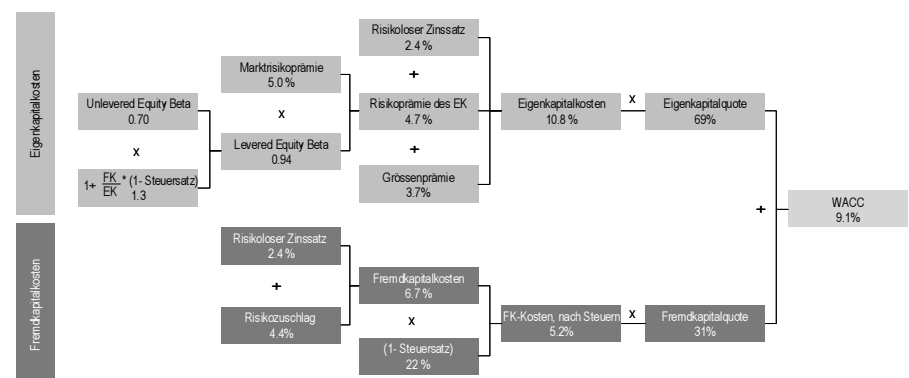 Eigenkapitalkosten
Unlevered Equity Beta
0.70
x
1+ FK/EK * (1- Steuersatz)
1.3
Marktrisikoprämie
5.0 %
x
Levered Equity Beta
0.94
Risikoloser Zinssatz
2.4 %
+
Risikoprämie des EK
4.7 %
+
Grössenprämie
3.7%
Eigenkapitalkosten
10.8 %
x
Eigenkapitalquote
69%
Fremdkapitalkosten
Risikoloser Zinssatz
2.4 %
+
Risikozuschlag
4.4%
Fremdkapitalkosten
6.7 %
x
(1- Steuersatz)
22 %
FK-Kosten, nach Steuern
5.2%
x
Fremdkapitalquote
31%
+
WACC
9.1%